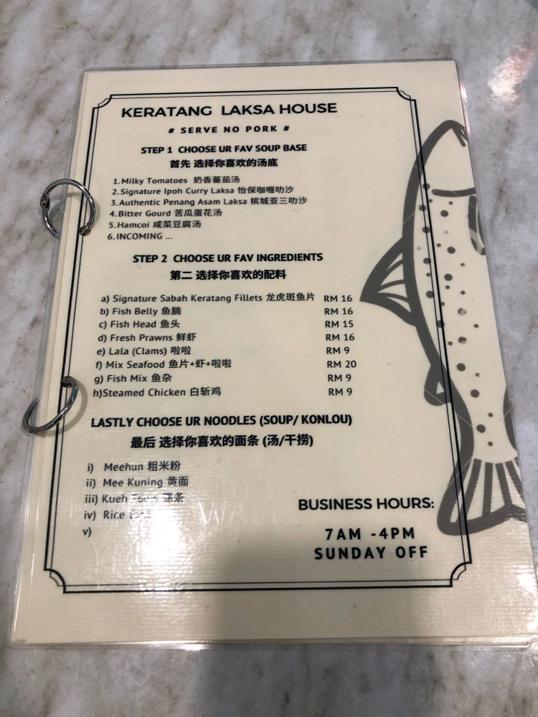 KERATANG LAKSA HOUSE
# SERVE NO PORK #
STEP 1 CHOOSE UR FAV SOUP BASE
首先 选择你喜欢的汤底
1.Milky Tomatoes 奶香蕃茄汤
2.Signature Ipoh Curry Laksa 怡保咖喱叻沙
3.Authentic Penang Asam Laksa 槟城亚三叻沙
4.Bitter Gourd 苦瓜蛋花汤
5.Hamcoi 咸菜豆腐汤
6.INCOMING ...
STEP 2 CHOOSE UR FAV INGREDIENTS
第二 选择你喜欢的配料
a) Signature Sabah Keratang Fillets 龙虎斑鱼片 RM 16
b) Fish Belly 鱼腩 RM 16
c) Fish Head 鱼头 RM 15
d) Fresh Prawns 鲜虾 RM 16
e) Lala (Clams) 啦啦 RM 9
f) Mix Seafood 鱼片+虾+啦啦 RM 20
g) Fish Mix 鱼杂 RM 9
h)Steamed Chicken 白斩鸡 RM 9
LASTLY CHOOSE UR NOODLES (SOUP/ KONLOU)
最后 选择你喜欢的面条 (汤/干捞)
i) Meehun 粗米粉
ii) Mee Kuning 黄面
iii) Kueh 条
iv) Rice
v)
BUSINESS HOURS:
7AM -4PM
SUNDAY OFF